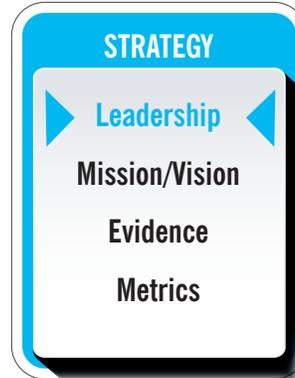 STRATEGY
Leadership
Mission/Vision
Evidence
Metrics